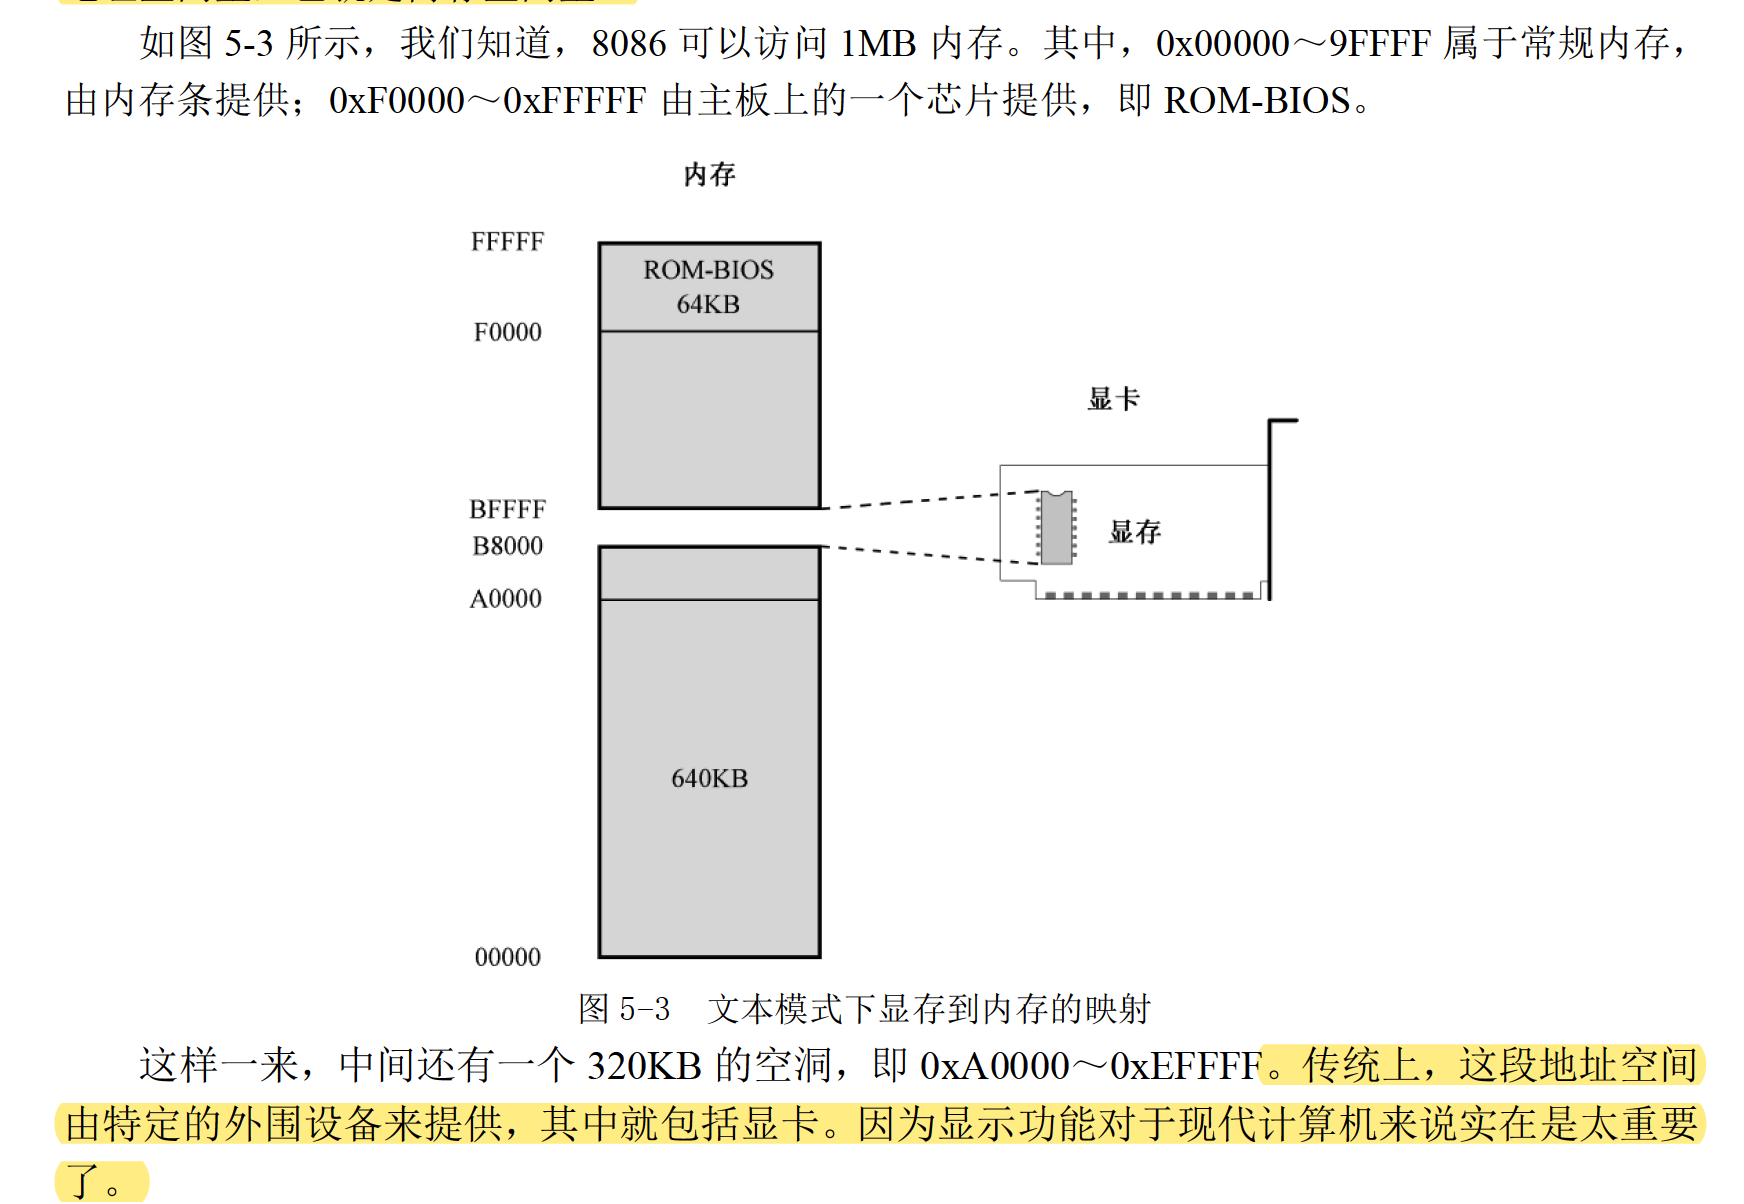 如图 5-3 所示，我们知道，8086 可以访问 1MB 内存。其中，0x00000～9FFFF 属于常规内存，
由内存条提供；0xF0000～0xFFFFF 由主板上的一个芯片提供，即 ROM-BIOS。
内存
FFFFF
ROM-BIOS
64KB
F0000
显卡
BFFFF
显存
B8000
A0000
640KB
00000
图 5-3 文本模式下显存到内存的映射
这样一来，中间还有一个 320KB 的空洞，即 0xA0000～0xEFFFF。传统上，这段地址空间
由特定的外围设备来提供，其中就包括显卡。因为显示功能对于现代计算机来说实在是太重要
了。